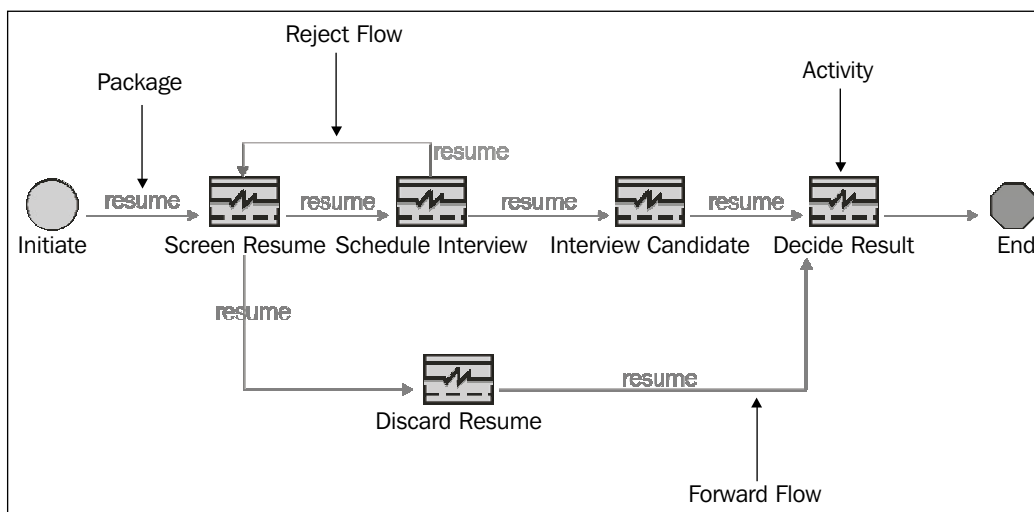 Reject Flow
Package
Activity
resume
resume
resume
resume
resume
Initiate
Screen Resume
Schedule Interview
Interview Candidate
Decide Result
End
resume
resume
Discard Resume
Forward Flow